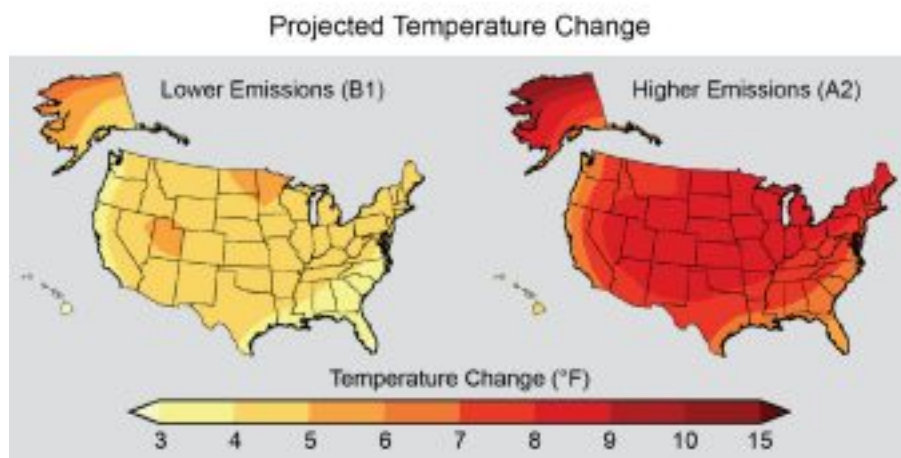 Projected Temperature Change
Lower Emissions (B1)
Higher Emissions (A2)
Temperature Change (°F)
3 4 5 6 7 8 9 10 15